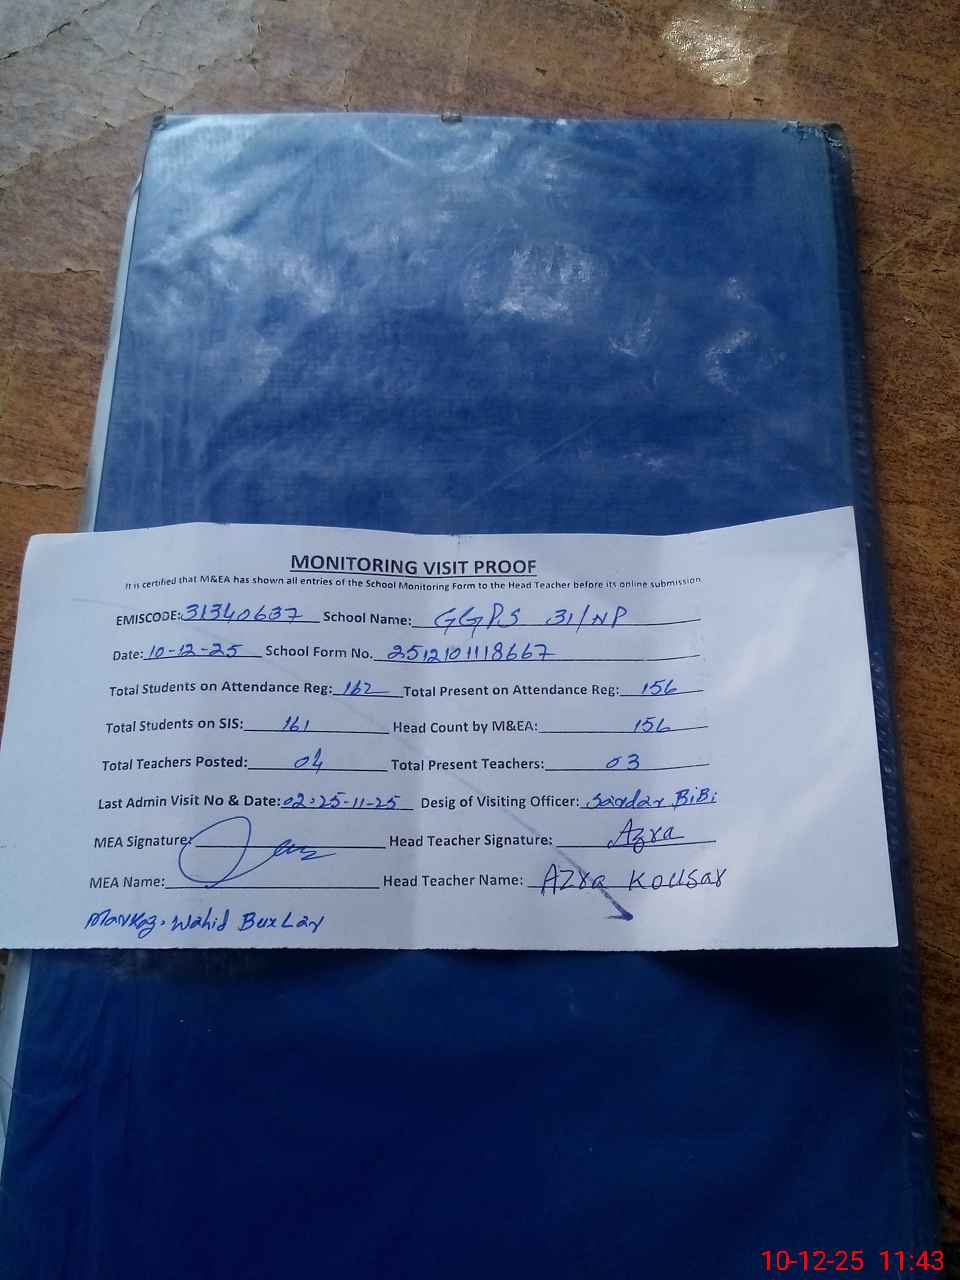 MONITORING VISIT PROOF
It is certified that M&EA has shown all entries of the School Monitoring Form to the Head Teacher before its online submission
EMISCODE: 31340637 School Name: GGPS 31/NP
Date: 10-12-25 School Form No. 2512101118667
Total Students on Attendance Reg: 162 Total Present on Attendance Reg: 156
Total Students on SIS: 161 Head Count by M&EA: 156
Total Teachers Posted: 04 Total Present Teachers: 03
Last Admin Visit No & Date: 02:25-11-25 Desig of Visiting Officer: Sardar BiBi
MEA Signature: Head Teacher Signature: Azra
MEA Name: Head Teacher Name: AZra Kousar
Markaz. Wahid Bux Lar
10-12-25 11:43